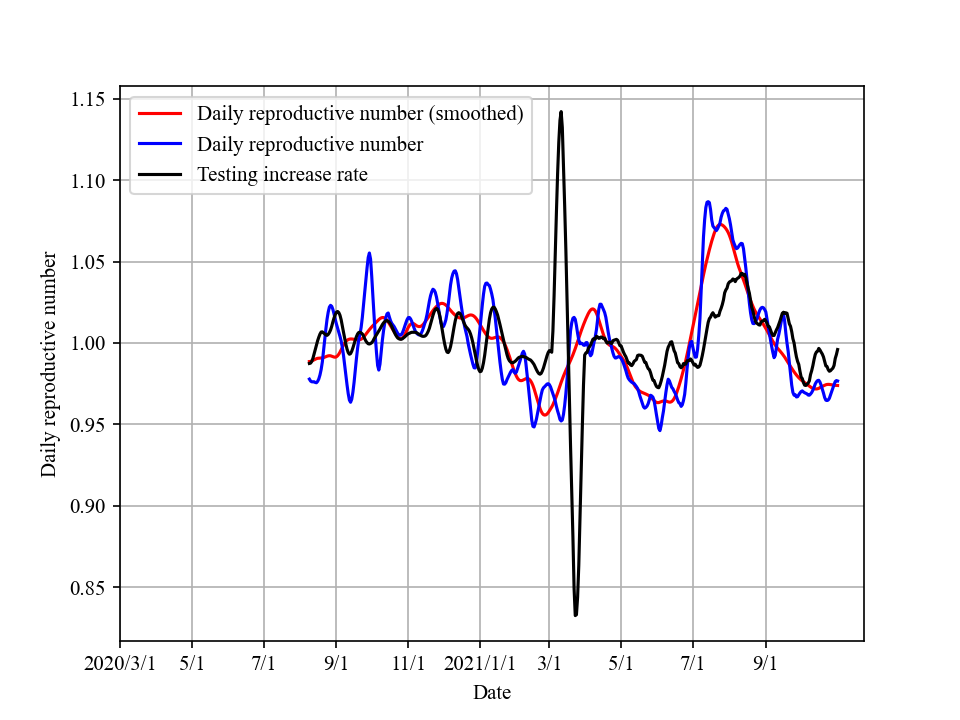 Daily reproductive number (smoothed)
Daily reproductive number
Testing increase rate
1.15
1.10
1.05
1.00
0.95
0.90
0.85
Daily reproductive number
2020/3/1 5/1 7/1 9/1 11/1 2021/1/1 3/1 5/1 7/1 9/1
Date